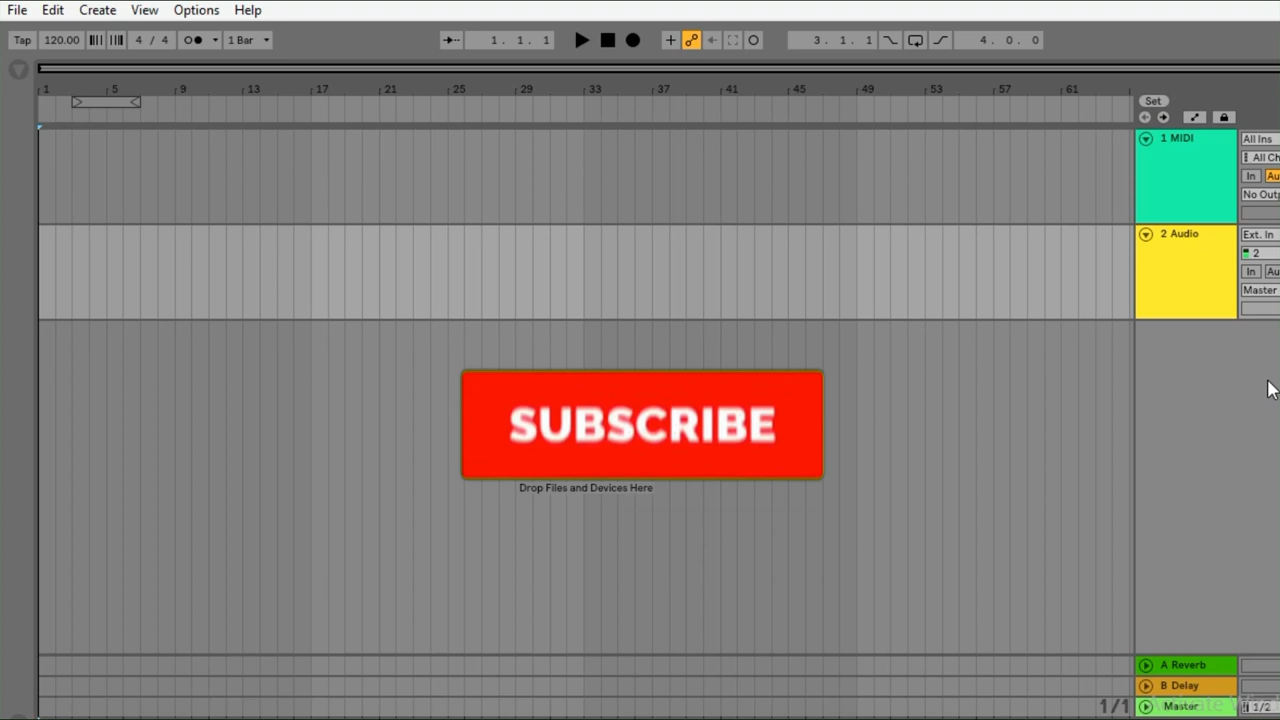 File Edit Create View Options Help
Tap 120.00 4 / 4 1 Bar 1. 1. 1 3. 1. 1 4. 0. 0
1 5 9 13 17 21 25 29 33 37 41 45 49 53 57 61
Set
1 MIDI All Ins
All Ch
In Au
No Outp
2 Audio Ext. In
2
In Au
Master
SUBSCRIBE
Drop Files and Devices Here
A Reverb
B Delay
1/1 Master 1/2